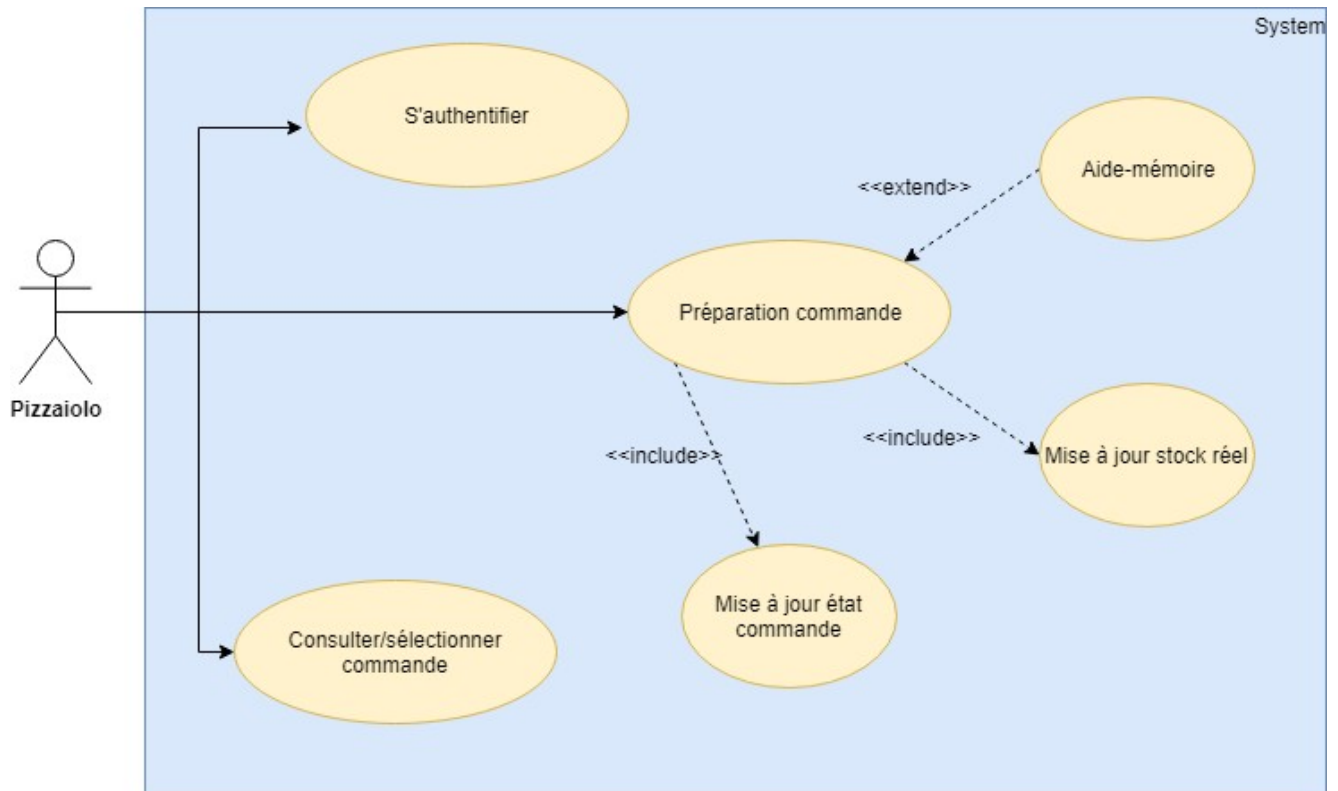 System
S'authentifier
Aide-mémoire
<<extend>>
Préparation commande
Pizzaiolo
<<include>>
<<include>>
Mise à jour stock réel
Mise à jour état
commande
Consulter/sélectionner
commande